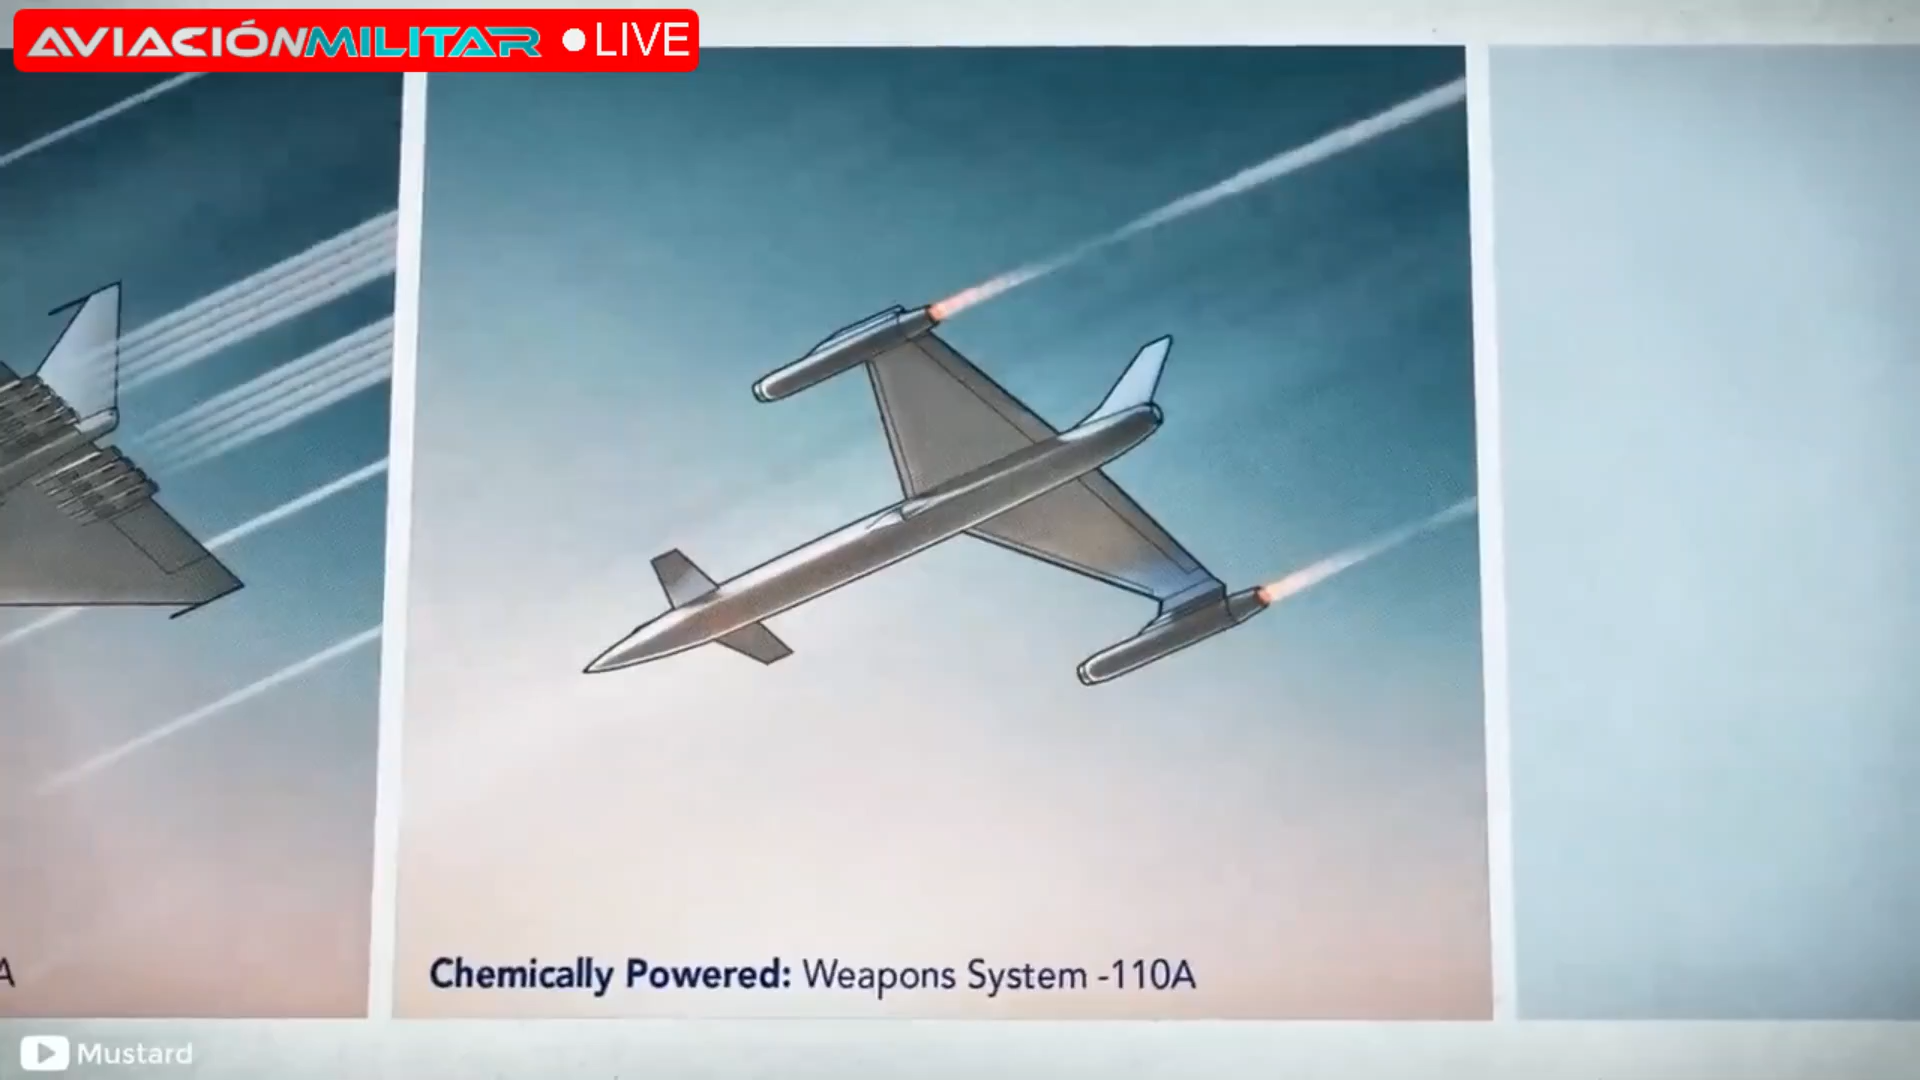 AVIACIÓNMILITAR ●LIVE
Chemically Powered: Weapons System -110A
A
Mustard